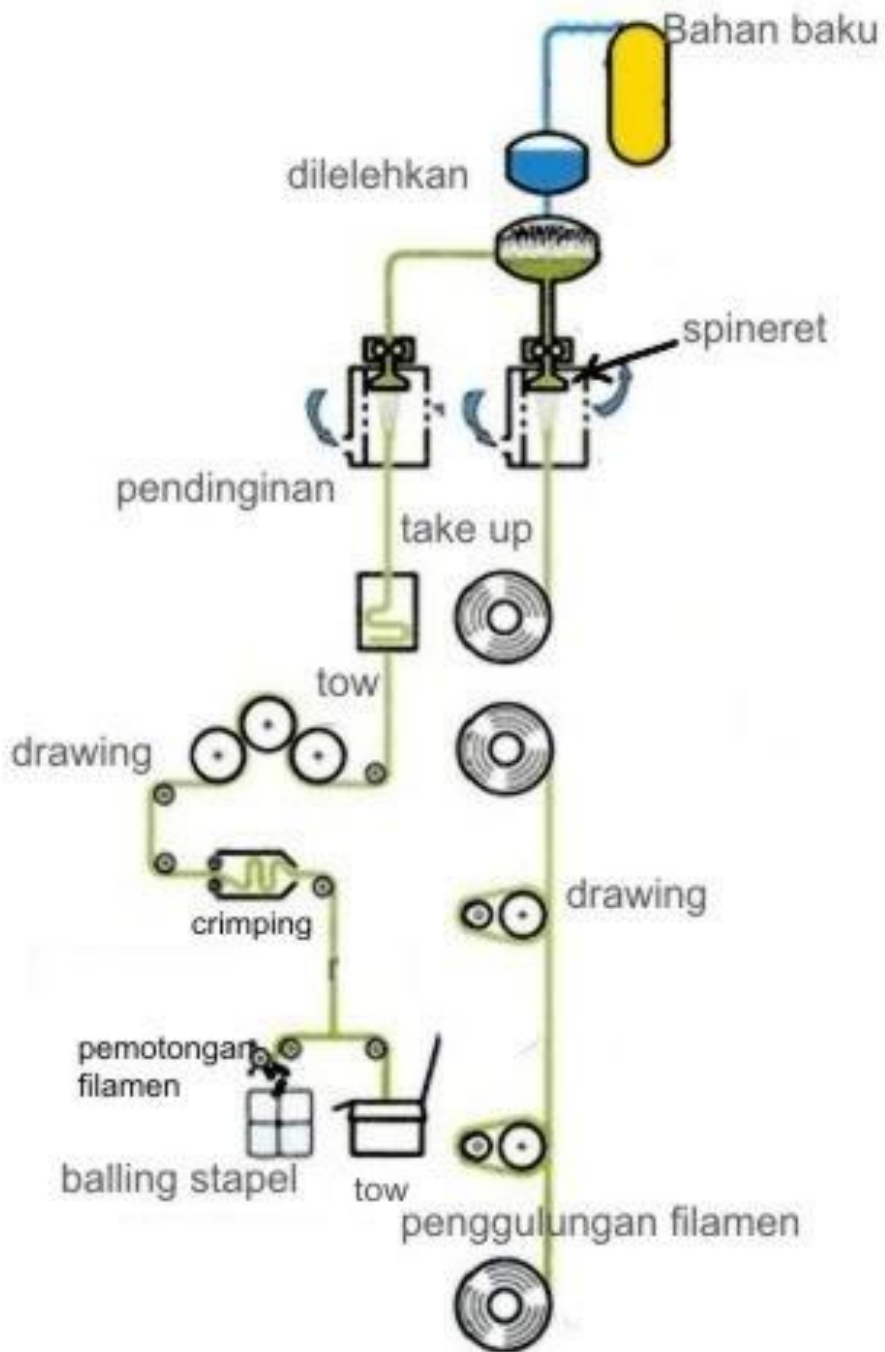 Bahan baku
dilelehkan
spineret
pendinginan
take up
tow
drawing
drawing
crimping
pemotongan
filamen
balling stapel
tow
penggulungan filamen